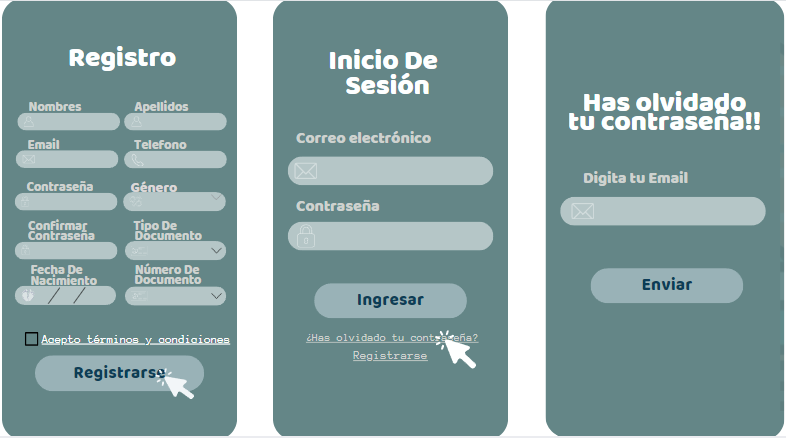 Registro
Nombres
Apellidos
Email
Telefono
Contraseña
Género
Confirmar
Contraseña
Tipo De
Documento
Fecha De
Nacimiento
Número De
Documento
/ /
Acepto términos y condiciones
Registrarse
Inicio De
Sesión
Correo electrónico
Contraseña
Ingresar
¿Has olvidado tu contraseña?
Registrarse
Has olvidado
tu contraseña!!
Digita tu Email
Enviar